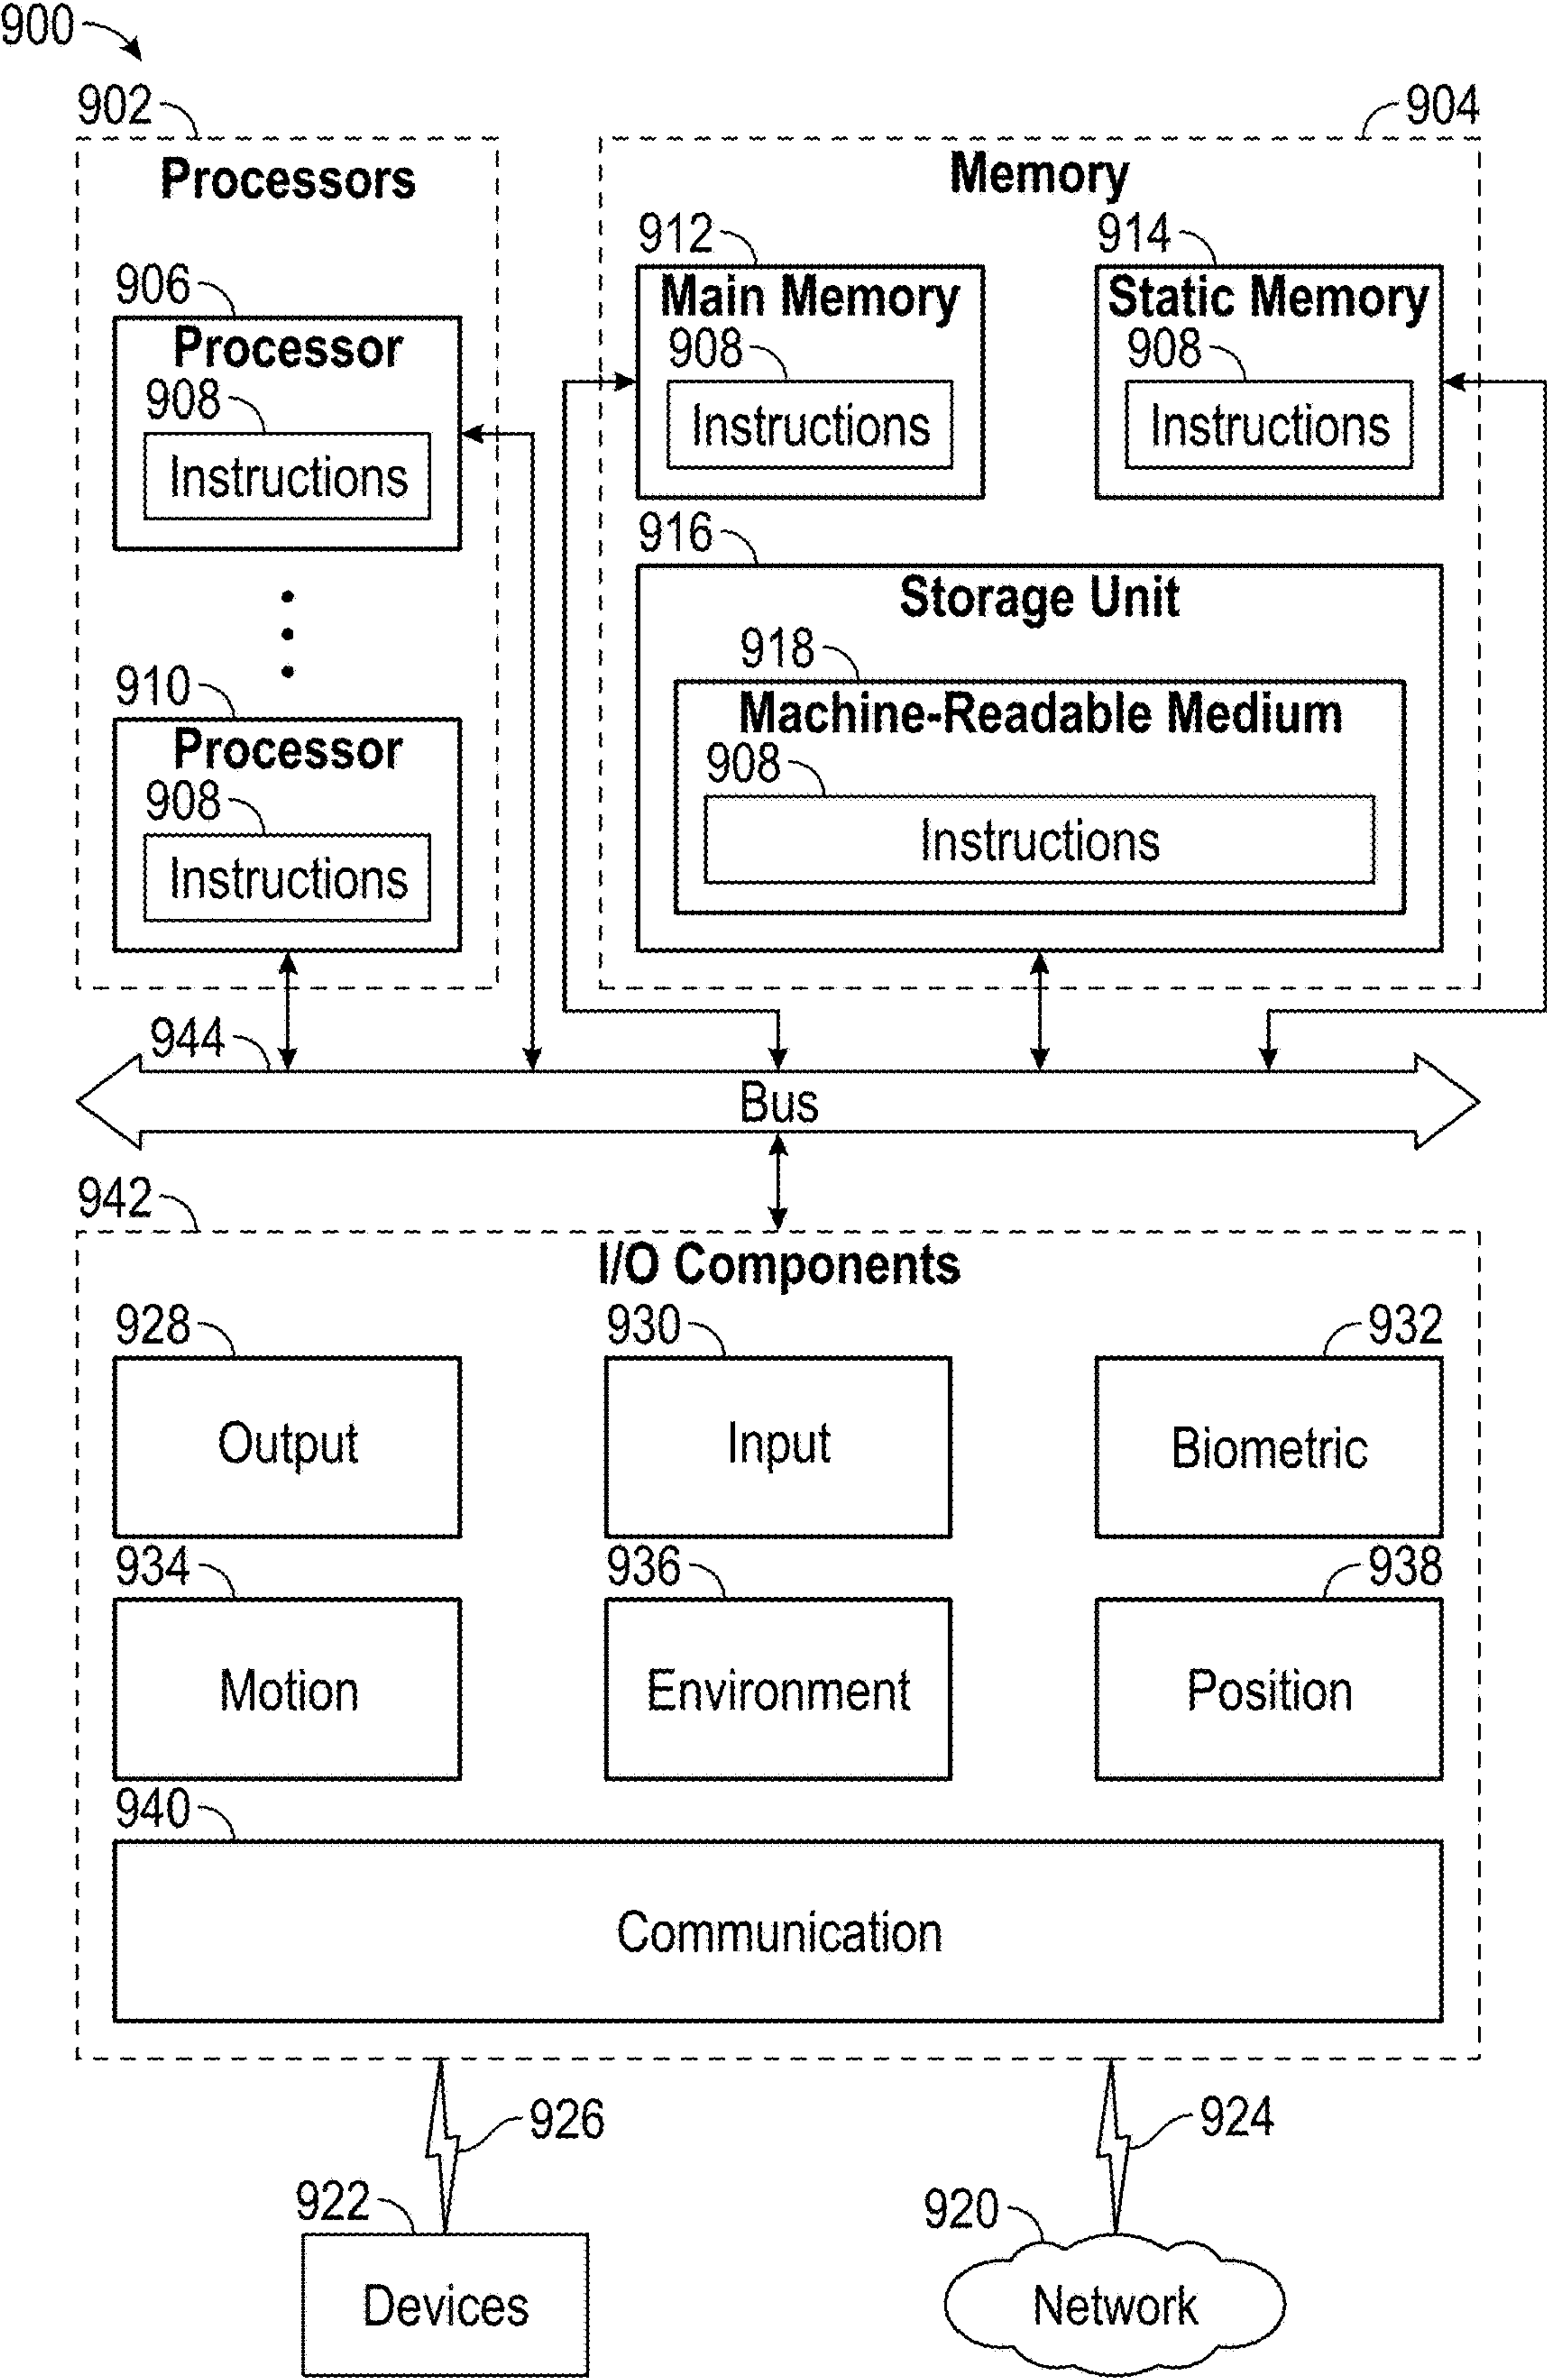 900
902
904
Processors
Memory
906
Processor
908
Instructions
910
Processor
908
Instructions
912
Main Memory
908
Instructions
914
Static Memory
908
Instructions
916
Storage Unit
918
Machine-Readable Medium
908
Instructions
944
Bus
942
I/O Components
928
Output
930
Input
932
Biometric
934
Motion
936
Environment
938
Position
940
Communication
926
924
922
Devices
920
Network